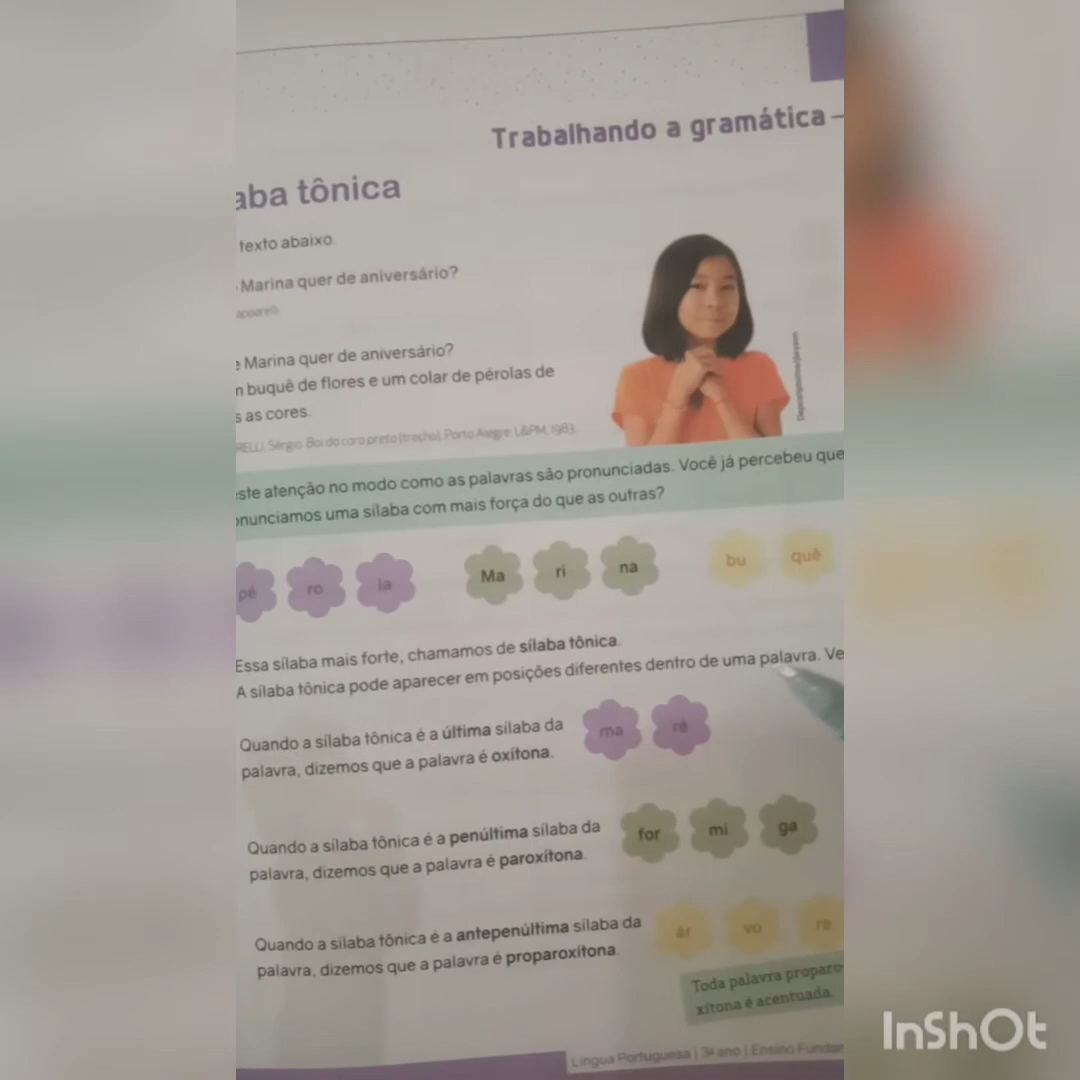 Trabalhando a gramática
aba tônica
texto abaixo.
Marina quer de aniversário?
apparelli
e Marina quer de aniversário?
m buquê de flores e um colar de pérolas de
s as cores.
RELLI, Sérgio. Boi da cara preta (trecho). Porto Alegre: L&PM, 1983.
ste atenção no modo como as palavras são pronunciadas. Você já percebeu que
onunciamos uma sílaba com mais força do que as outras?
pé ro la Ma ri na bu quê
Essa sílaba mais forte, chamamos de sílaba tônica.
A sílaba tônica pode aparecer em posições diferentes dentro de uma palavra. Ve
Quando a sílaba tônica é a última sílaba da
palavra, dizemos que a palavra é oxítona.
ma ré
Quando a sílaba tônica é a penúltima sílaba da
palavra, dizemos que a palavra é paroxítona.
for mi ga
Quando a sílaba tônica é a antepenúltima sílaba da
palavra, dizemos que a palavra é proparoxítona.
ár vo re
Toda palavra proparo
xítona é acentuada.
Língua Portuguesa | 3º ano | Ensino Fundam
InShOt